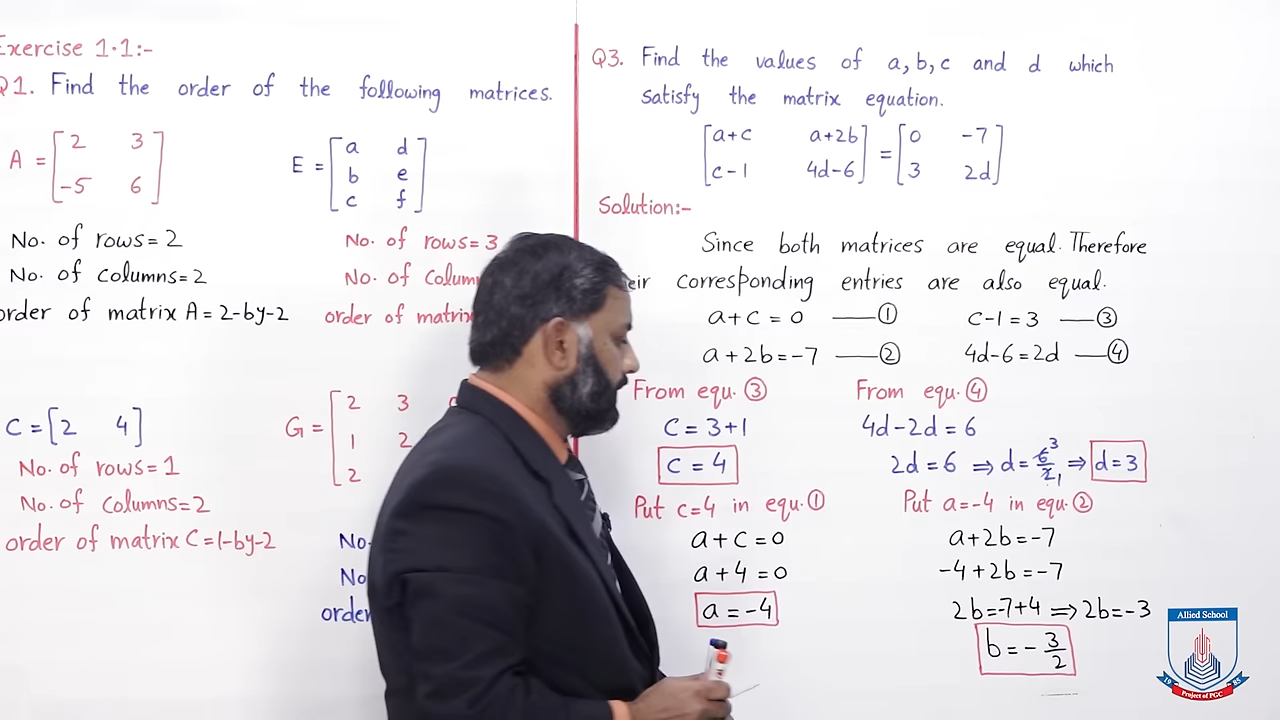 Exercise 1.1:-
Q1. Find the order of the following matrices.
A = [2 3
-5 6]
E = [a d
b e
c f]
No. of rows=2
No. of columns=2
order of matrix A = 2-by-2
No. of rows=3
No. of
order of
C = [2 4]
No. of rows=1
No. of columns=2
order of matrix C=1-by-2
G = [2 3
1 2
2
No.
No
order
Q3. Find the values of a, b, c and d which
satisfy the matrix equation.
[a+c a+2b] = [0 -7]
[c-1 4d-6] [3 2d]
Solution:-
Since both matrices are equal. Therefore
corresponding entries are also equal.
a+c=0 —— ①
c-1=3 —— ③
a+2b=-7 —— ②
4d-6=2d —— ④
From equ. ③
c=3+1
c=4
Put c=4 in equ. ①
a+c=0
a+4=0
a=-4
From equ. ④
4d-2d=6
2d=6 ⇒ d=6/2 3 1 ⇒ d=3
Put a=-4 in equ. ②
a+2b=-7
-4+2b=-7
2b=-7+4 ⇒ 2b=-3
b=-3/2
Allied School
1985
Project of PGC